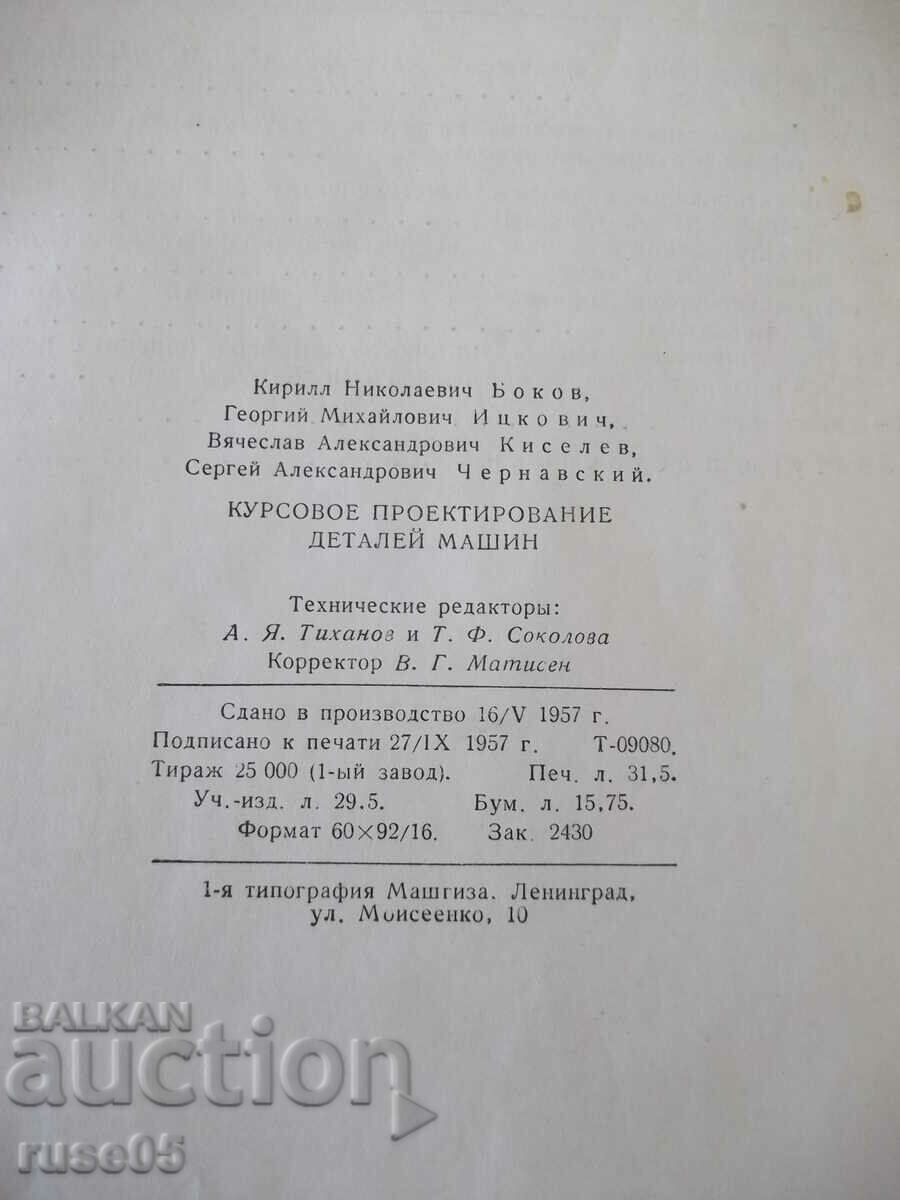 Кирилл Николаевич Боков,
Георгий Михайлович Ицкович,
Вячеслав Александрович Киселев,
Сергей Александрович Чернавский.
КУРСОВОЕ ПРОЕКТИРОВАНИЕ
ДЕТАЛЕЙ МАШИН
Технические редакторы:
А. Я. Тиханов и Т. Ф. Соколова
Корректор В. Г. Матисен
Сдано в производство 16/V 1957 г.
Подписано к печати 27/IX 1957 г. Т-09080.
Тираж 25 000 (1-ый завод). Печ. л. 31,5.
Уч.-изд. л. 29.5. Бум. л. 15,75.
Формат 60×92/16. Зак. 2430
1-я типография Машгиза. Ленинград,
ул. Моисеенко, 10
BALKAN
auction
ruse05